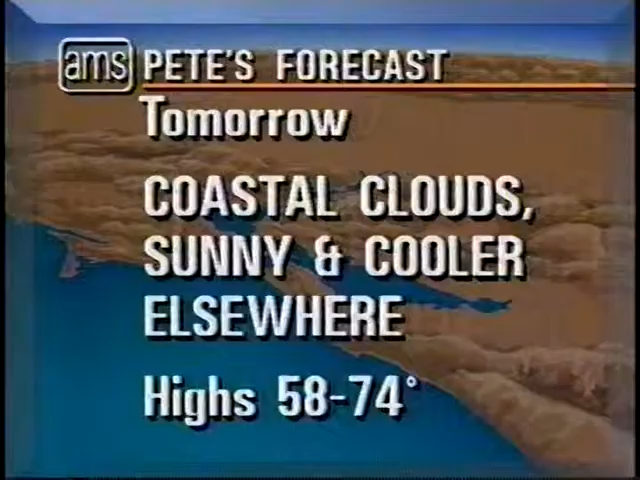 ams PETE'S FORECAST
Tomorrow
COASTAL CLOUDS,
SUNNY & COOLER
ELSEWHERE
Highs 58-74°